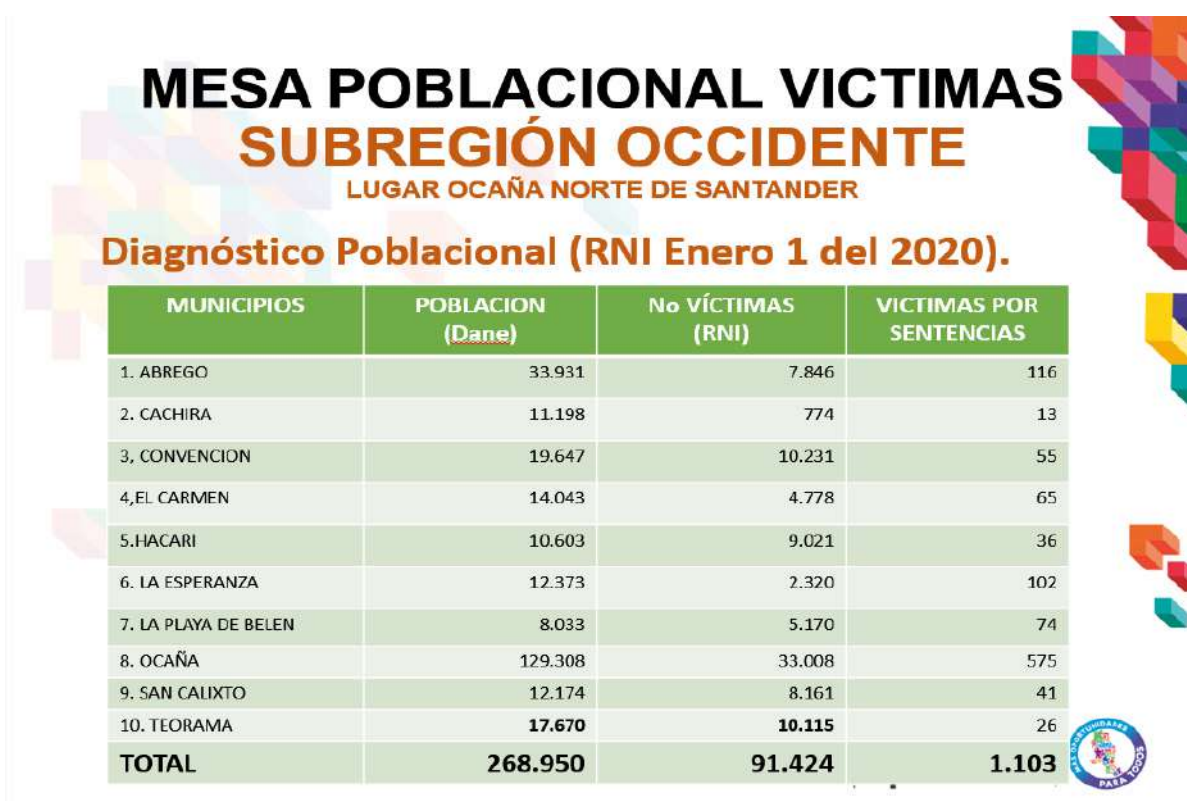 MESA POBLACIONAL VICTIMAS
SUBREGIÓN OCCIDENTE
LUGAR OCAÑA NORTE DE SANTANDER
Diagnóstico Poblacional (RNI Enero 1 del 2020).
MUNICIPIOS POBLACION (Dane) No VÍCTIMAS (RNI) VICTIMAS POR SENTENCIAS
1. ABREGO 33.931 7.846 116
2. CACHIRA 11.198 774 13
3, CONVENCION 19.647 10.231 55
4,EL CARMEN 14.043 4.778 65
5.HACARI 10.603 9.021 36
6. LA ESPERANZA 12.373 2.320 102
7. LA PLAYA DE BELEN 8.033 5.170 74
8. OCAÑA 129.308 33.008 575
9. SAN CALIXTO 12.174 8.161 41
10. TEORAMA 17.670 10.115 26
TOTAL 268.950 91.424 1.103
MÁS OPORTUNIDADES
PARA TODOS